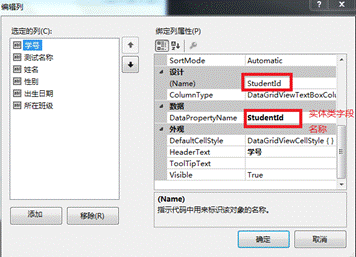 编辑列
选定的列(C):
学号
测试名称
姓名
性别
出生日期
所在班级
添加
移除(R)
绑定列属性(P):
SortMode Automatic
设计
(Name) StudentId
ColumnType DataGridViewTextBoxColu
数据
DataPropertyName StudentId
实体类字段
名称
外观
DefaultCellStyle DataGridViewCellStyle { }
HeaderText 学号
ToolTipText
Visible True
(Name)
指示代码中用来标识该对象的名称。
确定
取消